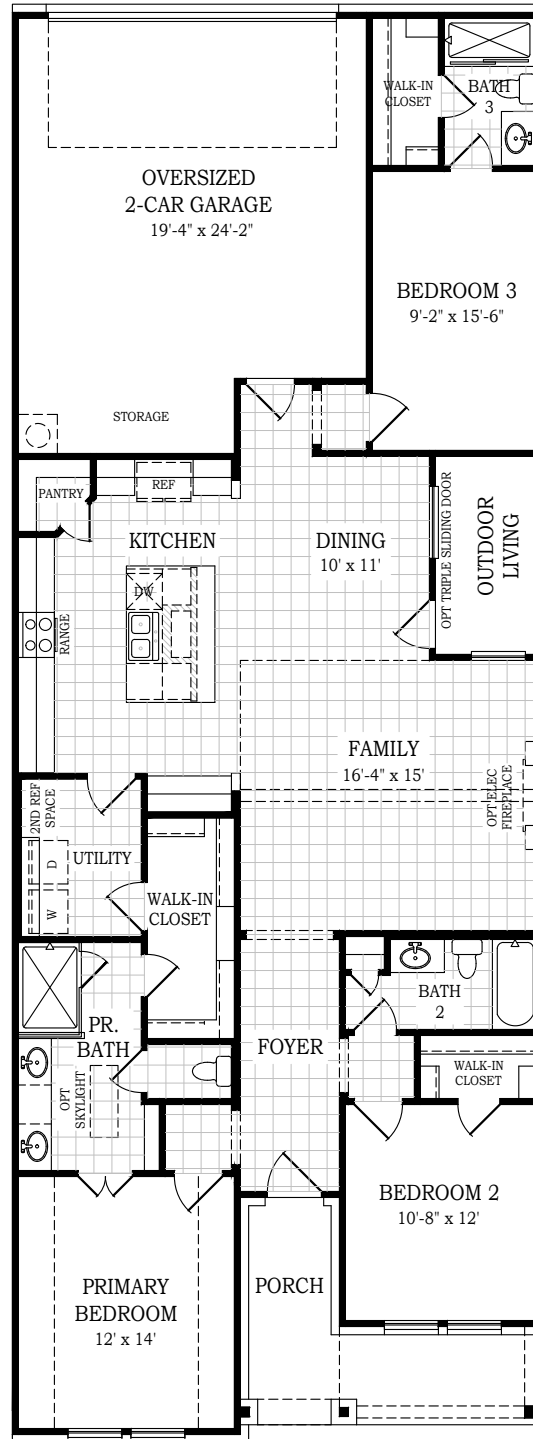 WALK-IN
CLOSET
BATH
3
OVERSIZED
2-CAR GARAGE
19'-4" x 24'-2"
BEDROOM 3
9'-2" x 15'-6"
STORAGE
PANTRY
REF
KITCHEN
DINING
10' x 11'
OPT TRIPLE SLIDING DOOR
OUTDOOR
LIVING
DW
RANGE
FAMILY
16'-4" x 15'
OPT ELEC
FIREPLACE
2ND REF
SPACE
D
UTILITY
W
WALK-IN
CLOSET
PR.
BATH
OPT
SKYLIGHT
FOYER
BATH
2
WALK-IN
CLOSET
BEDROOM 2
10'-8" x 12'
PRIMARY
BEDROOM
12' x 14'
PORCH